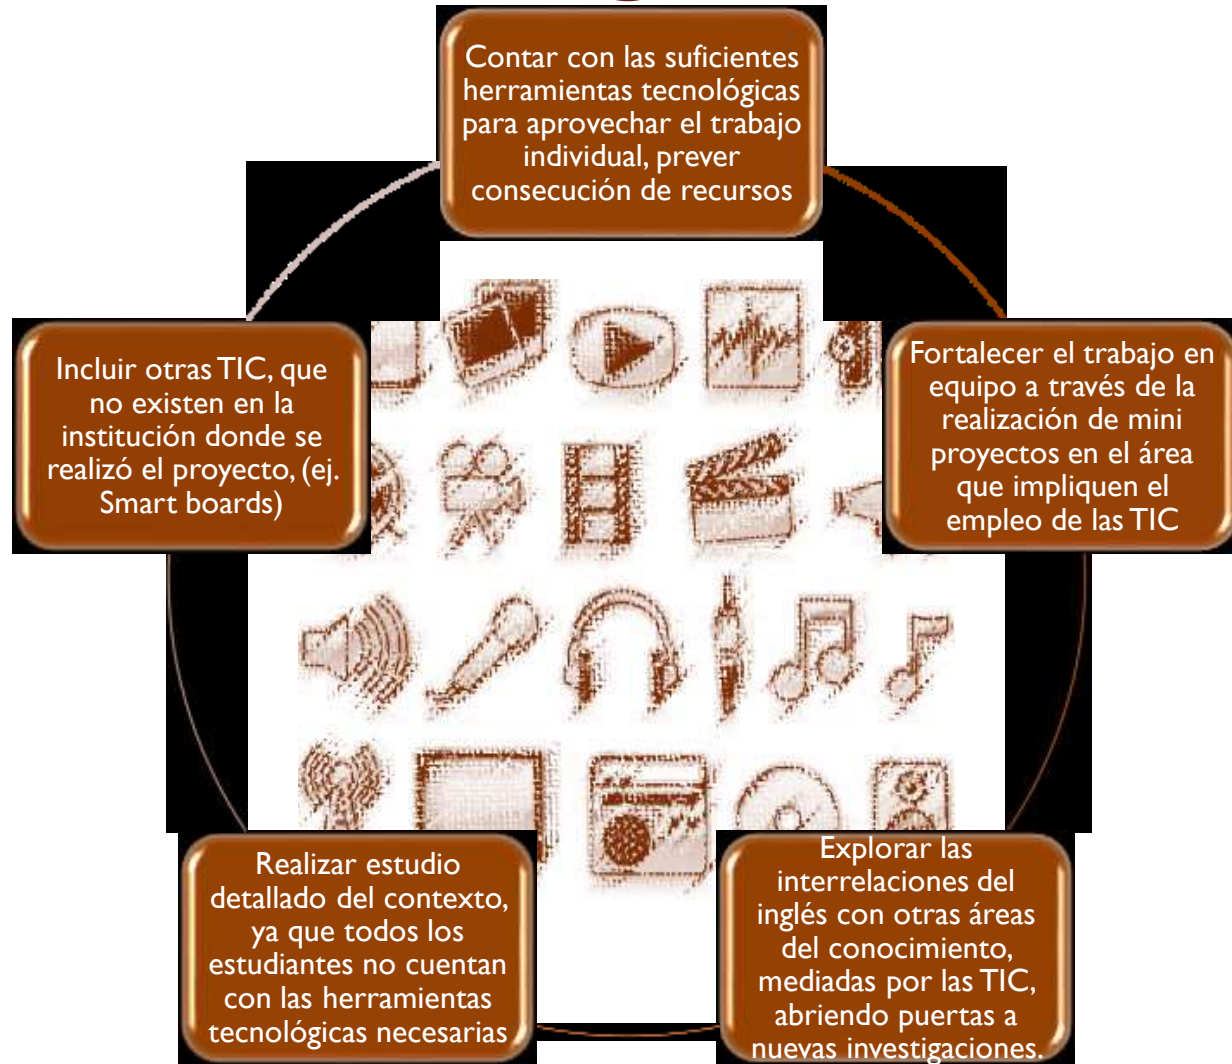 Contar con las suficientes
herramientas tecnológicas
para aprovechar el trabajo
individual, prever
consecución de recursos
Fortalecer el trabajo en
equipo a través de la
realización de mini
proyectos en el área
que impliquen el
empleo de las TIC
Explorar las
interrelaciones del
inglés con otras áreas
del conocimiento,
mediadas por las TIC,
abriendo puertas a
nuevas investigaciones.
Realizar estudio
detallado del contexto,
ya que todos los
estudiantes no cuentan
con las herramientas
tecnológicas necesarias
Incluir otras TIC, que
no existen en la
institución donde se
realizó el proyecto, (ej.
Smart boards)